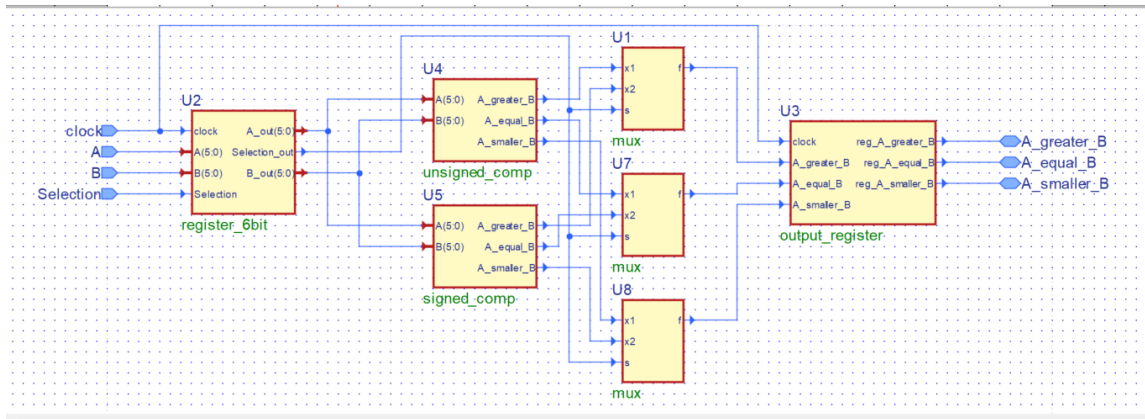 clock
A
B
Selection
U2
clock
A(5:0)
B(5:0)
Selection
A_out(5:0)
Selection_out
B_out(5:0)
register_6bit
U4
A(5:0)
B(5:0)
A_greater_B
A_equal_B
A_smaller_B
unsigned_comp
U5
A(5:0)
B(5:0)
A_greater_B
A_equal_B
A_smaller_B
signed_comp
U1
x1
x2
s
f
mux
U7
x1
x2
s
f
mux
U8
x1
x2
s
f
mux
U3
clock
A_greater_B
A_equal_B
A_smaller_B
reg_A_greater_B
reg_A_equal_B
reg_A_smaller_B
output_register
A_greater_B
A_equal_B
A_smaller_B